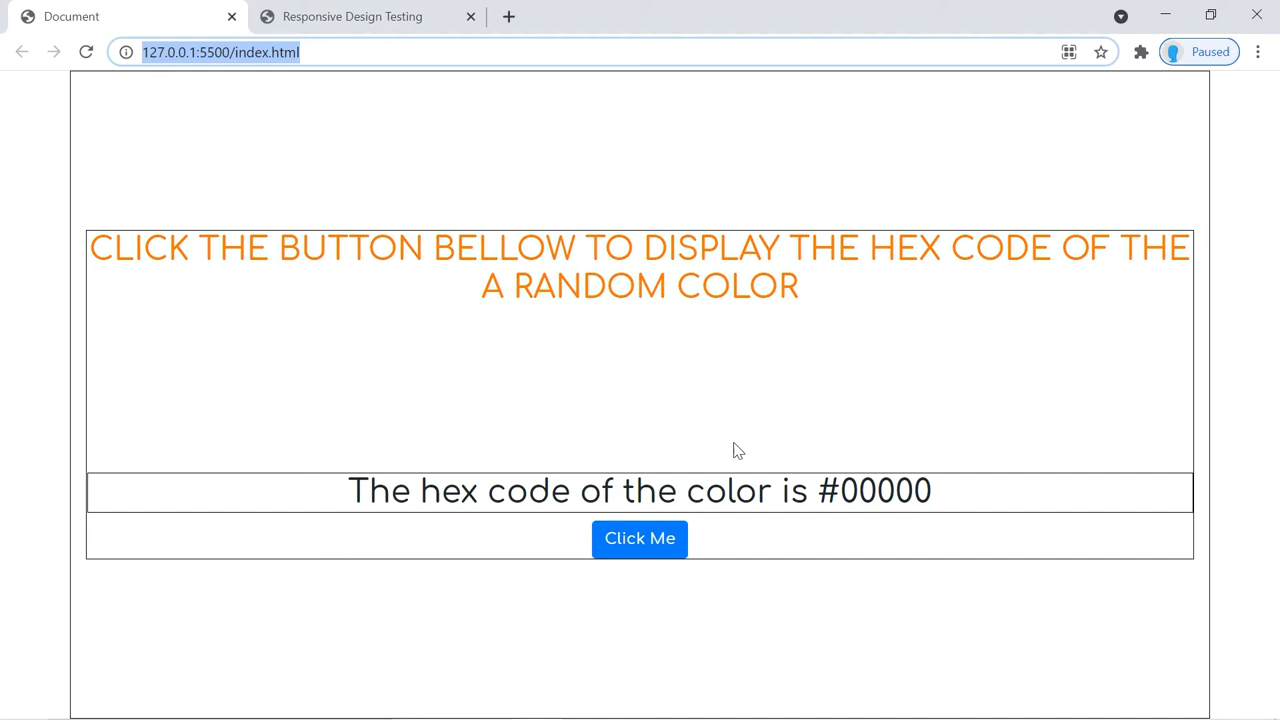 Document
Responsive Design Testing
127.0.0.1:5500/index.html
Paused
CLICK THE BUTTON BELLOW TO DISPLAY THE HEX CODE OF THE
A RANDOM COLOR
The hex code of the color is #00000
Click Me